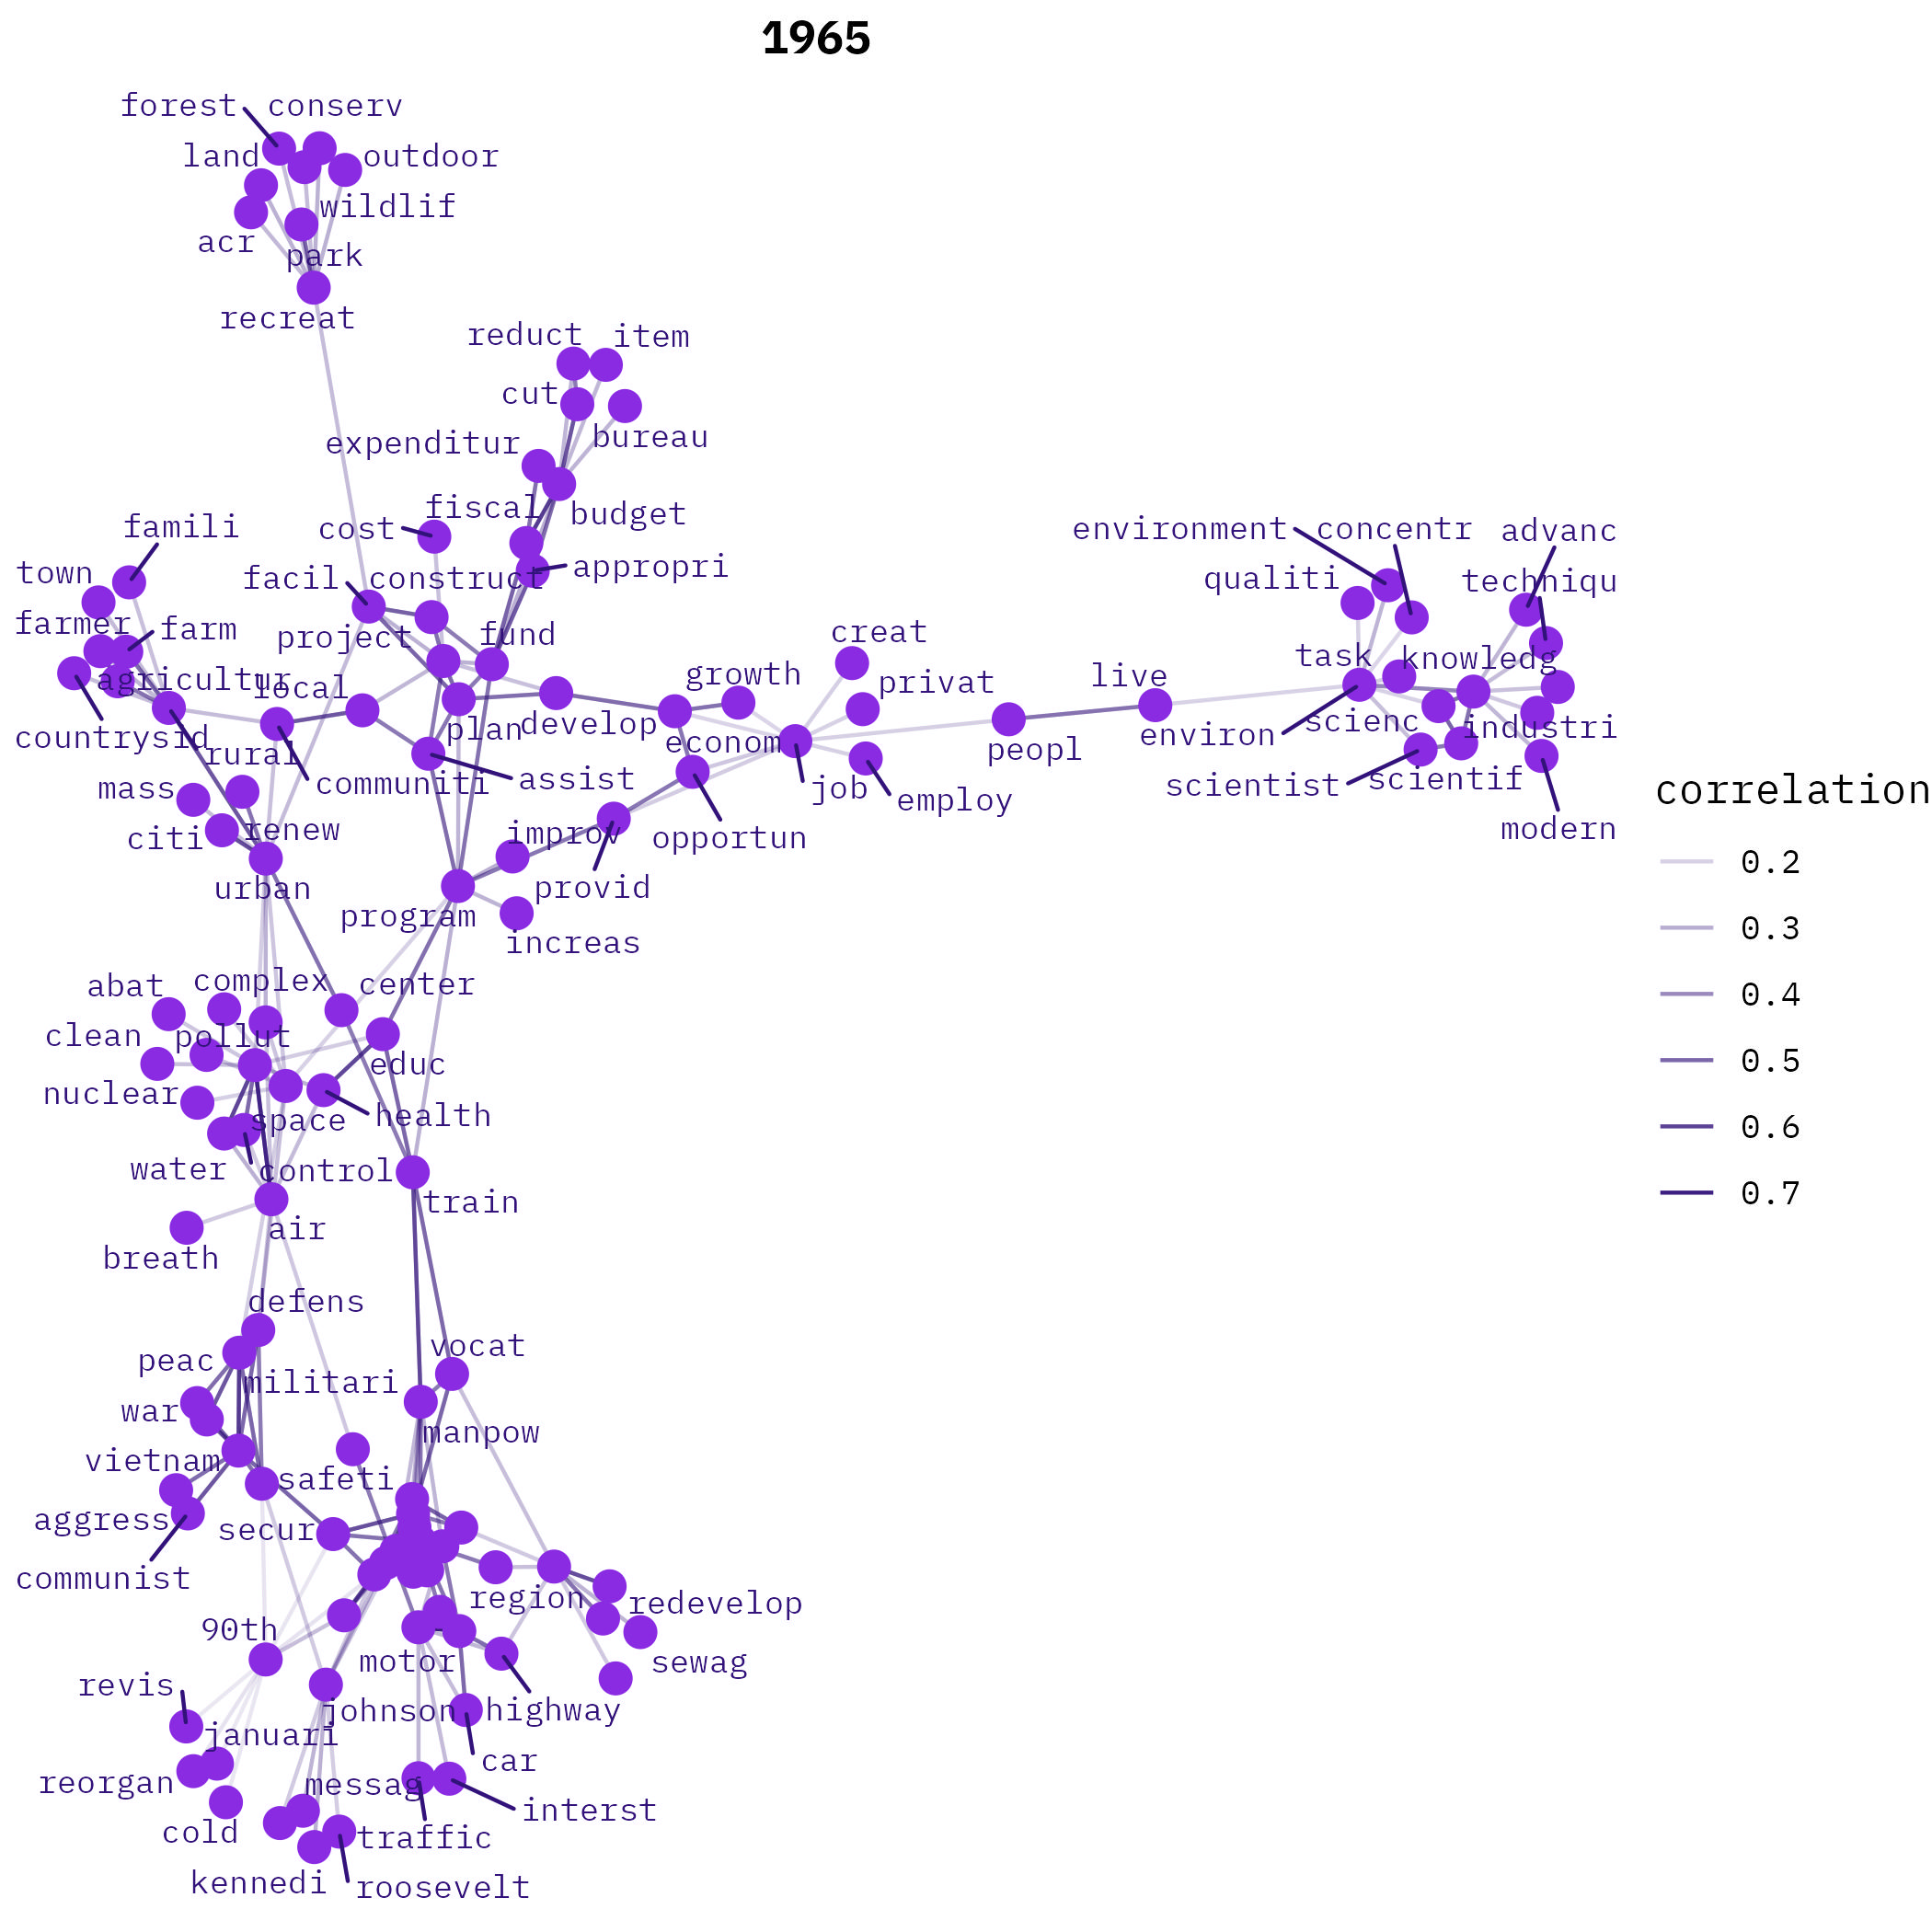 1965
forest conserv
land outdoor
wildlif
acr
park
recreat
reduct item
cut
bureau
expenditur
fiscal
budget
cost
famili
appropri
town
facil construct
farmer farm
project fund
agricultur
local
countrysid
rural
communiti
plan
develop
assist
growth
creat
privat
econom
job
employ
opportun
peopl
live
environment concentr advanc
qualiti techniqu
task knowledg
environ scienc industri
scientist scientif
modern
mass
citi renew
urban
improv
provid
program
increas
abat complex center
clean pollut
educ
nuclear
space health
water control
train
air
breath
defens
peac
vocat
militari
war
manpow
vietnam
safeti
aggress secur
communist
region redevelop
90th
motor sewag
revis
johnson highway
januari
car
reorgan messag
interst
cold traffic
kennedi roosevelt
correlation
0.2
0.3
0.4
0.5
0.6
0.7